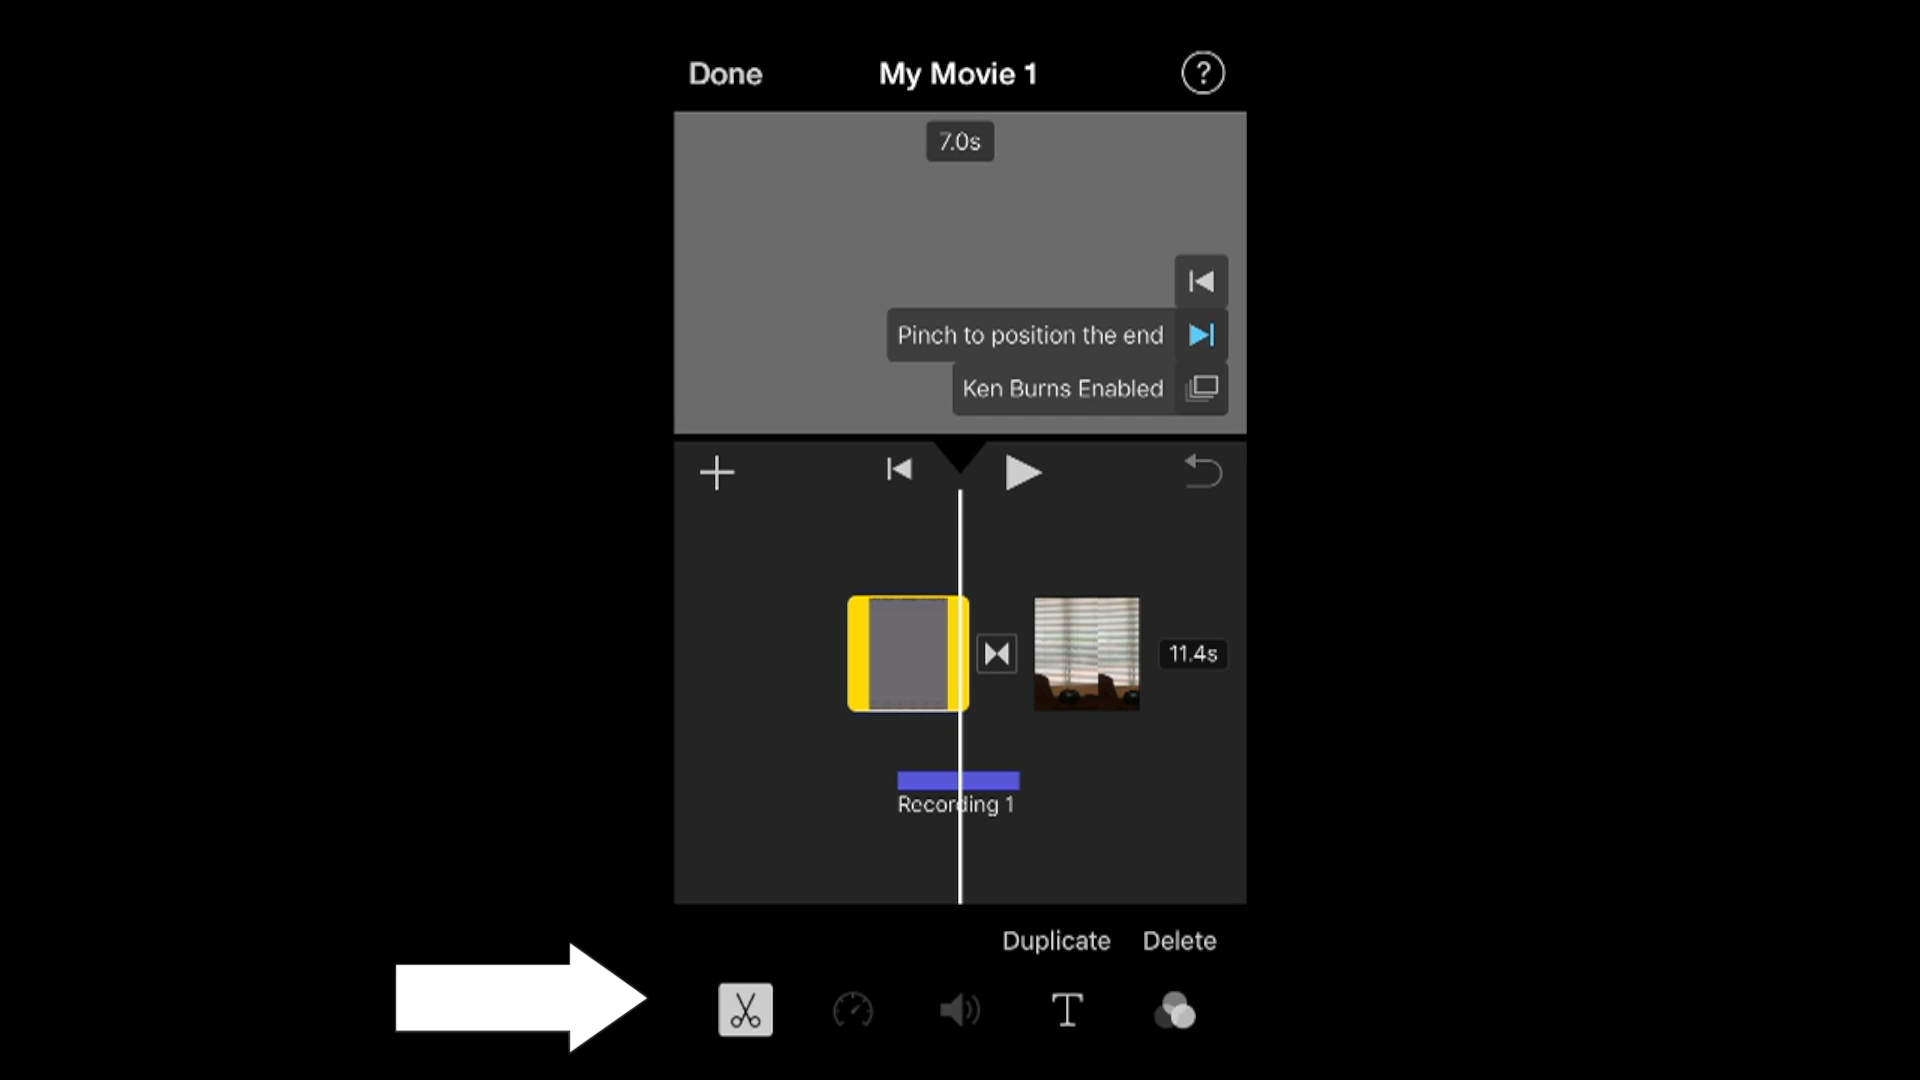 Done My Movie 1 ?
7.0s
Pinch to position the end
Ken Burns Enabled
11.4s
Recording 1
Duplicate Delete
T